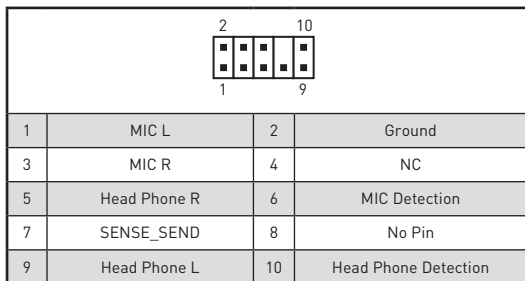 2 10
1 9
1 MIC L 2 Ground
3 MIC R 4 NC
5 Head Phone R 6 MIC Detection
7 SENSE_SEND 8 No Pin
9 Head Phone L 10 Head Phone Detection